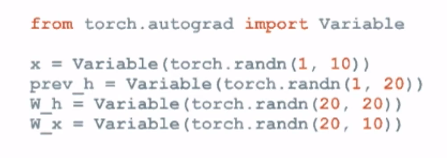 from torch.autograd import Variable
x = Variable(torch.randn(1, 10))
prev_h = Variable(torch.randn(1, 20))
W_h = Variable(torch.randn(20, 20))
W_x = Variable(torch.randn(20, 10))